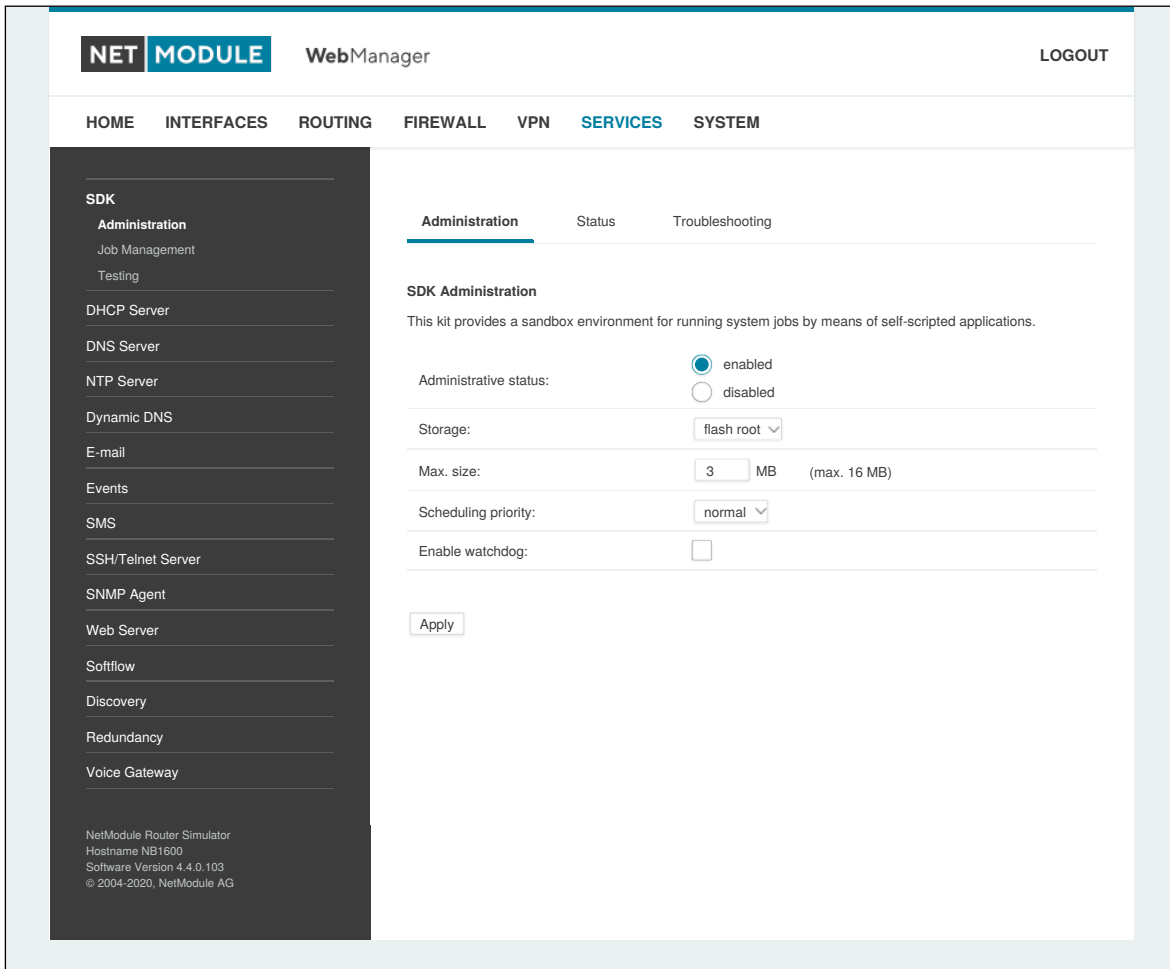 NET MODULE WebManager LOGOUT
HOME INTERFACES ROUTING FIREWALL VPN SERVICES SYSTEM
SDK
Administration
Job Management
Testing
DHCP Server
DNS Server
NTP Server
Dynamic DNS
E-mail
Events
SMS
SSH/Telnet Server
SNMP Agent
Web Server
Softflow
Discovery
Redundancy
Voice Gateway
NetModule Router Simulator
Hostname NB1600
Software Version 4.4.0.103
© 2004-2020, NetModule AG
Administration Status Troubleshooting
SDK Administration
This kit provides a sandbox environment for running system jobs by means of self-scripted applications.
Administrative status:
enabled
disabled
Storage: flash root
Max. size: 3 MB (max. 16 MB)
Scheduling priority: normal
Enable watchdog:
Apply